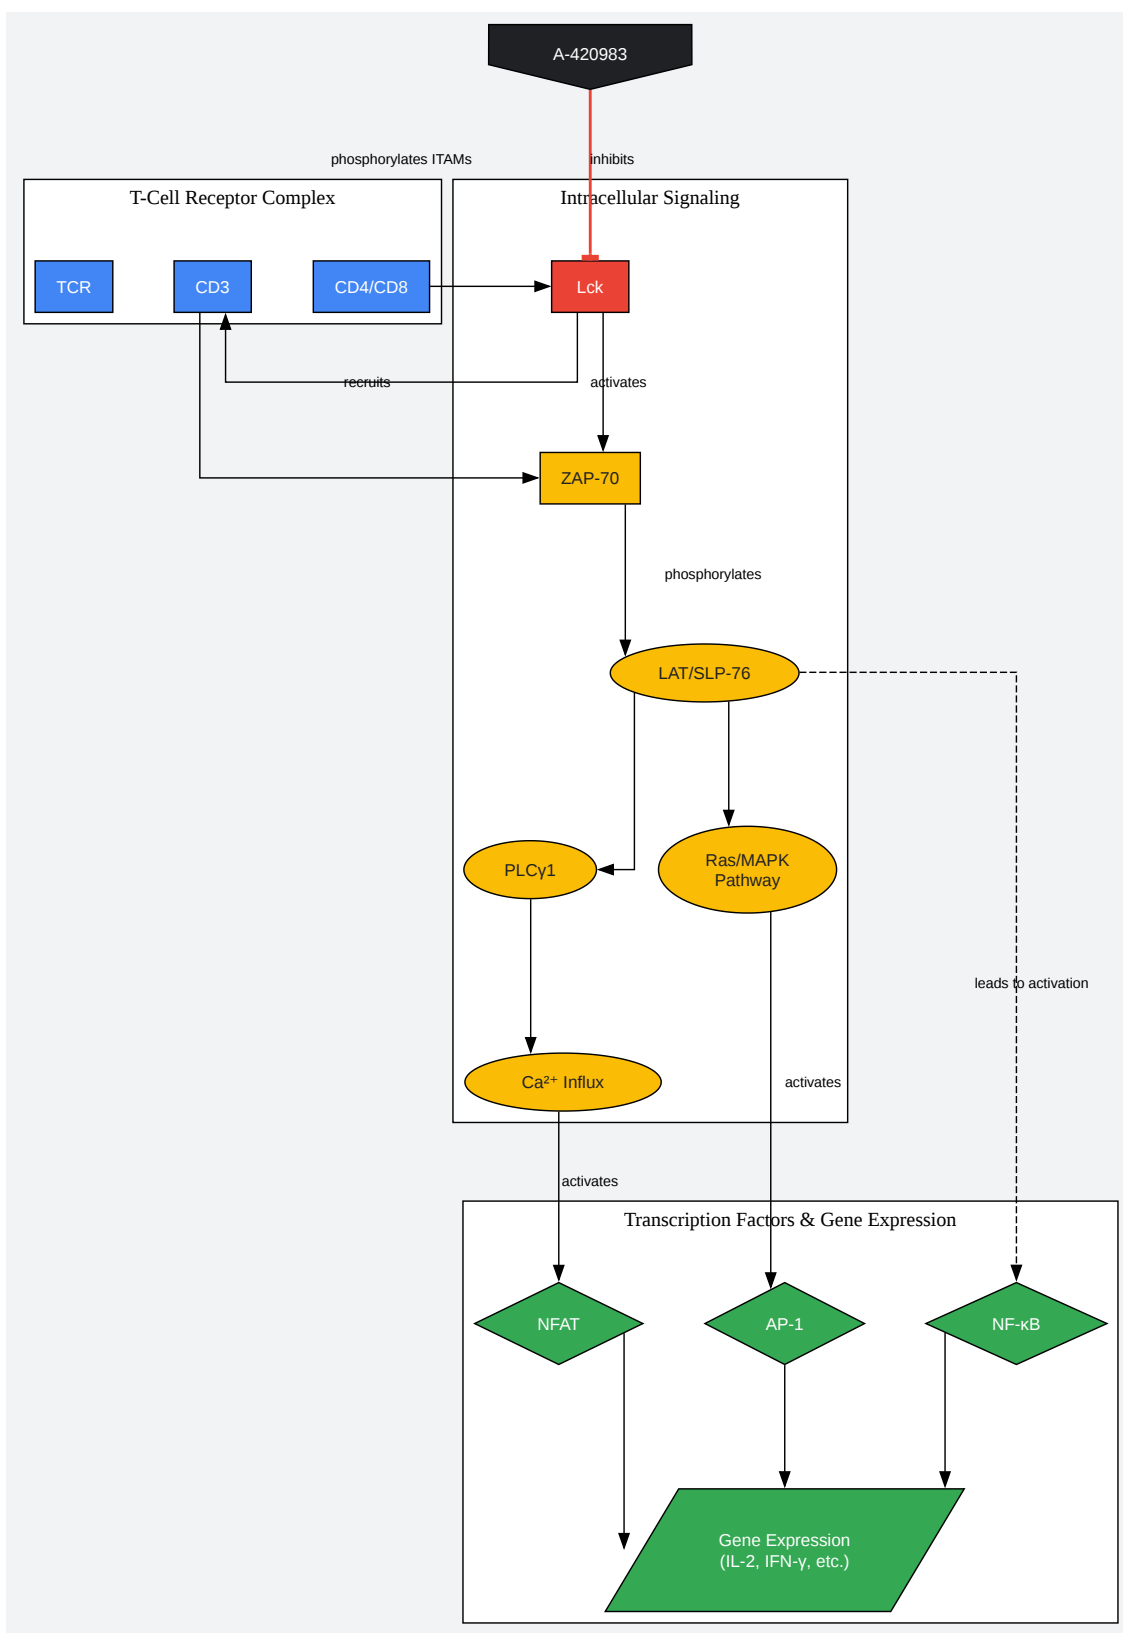 A-420983
phosphorylates ITAMs
inhibits
T-Cell Receptor Complex
Intracellular Signaling
TCR
CD3
CD4/CD8
Lck
recruits
activates
ZAP-70
phosphorylates
LAT/SLP-76
PLCγ1
Ras/MAPK
Pathway
leads to activation
Ca²⁺ Influx
activates
activates
Transcription Factors & Gene Expression
NFAT
AP-1
NF-κB
Gene Expression
(IL-2, IFN-γ, etc.)